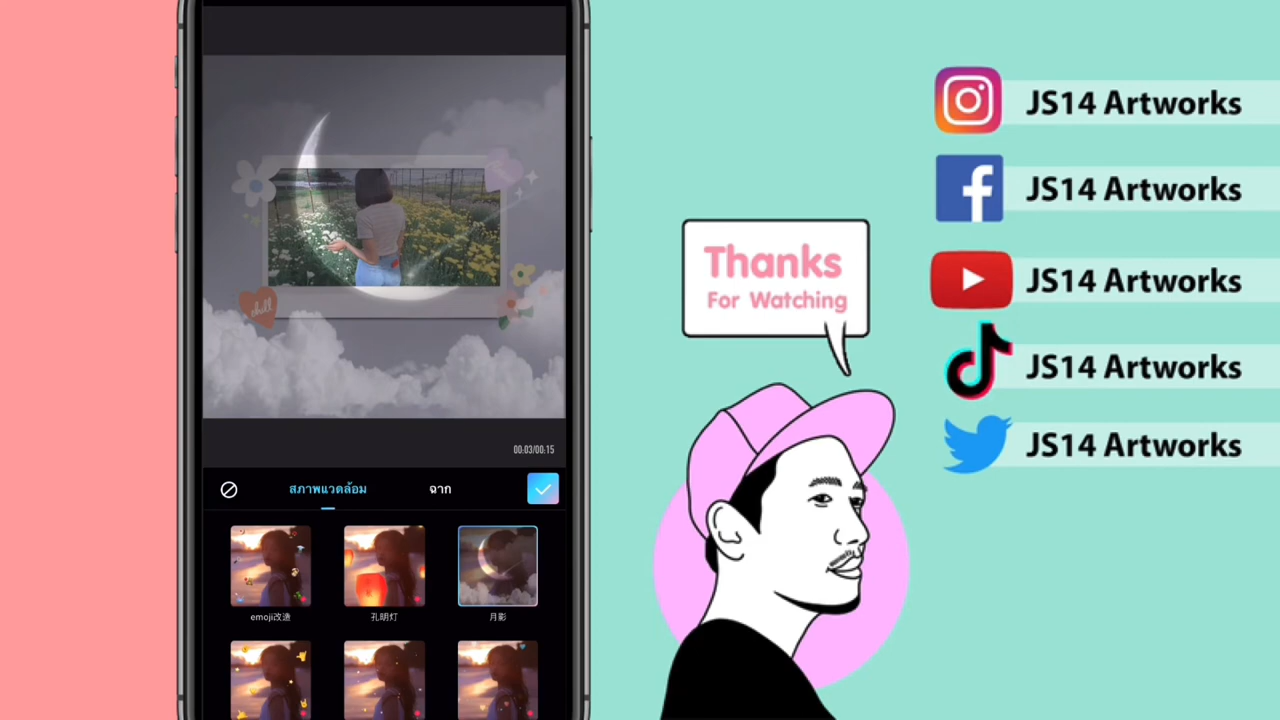 chill
00:03/00:15
สภาพแวดล้อม
ฉาก
emoji改造
孔明灯
月影
Thanks
For Watching
JS14 Artworks
JS14 Artworks
JS14 Artworks
JS14 Artworks
JS14 Artworks